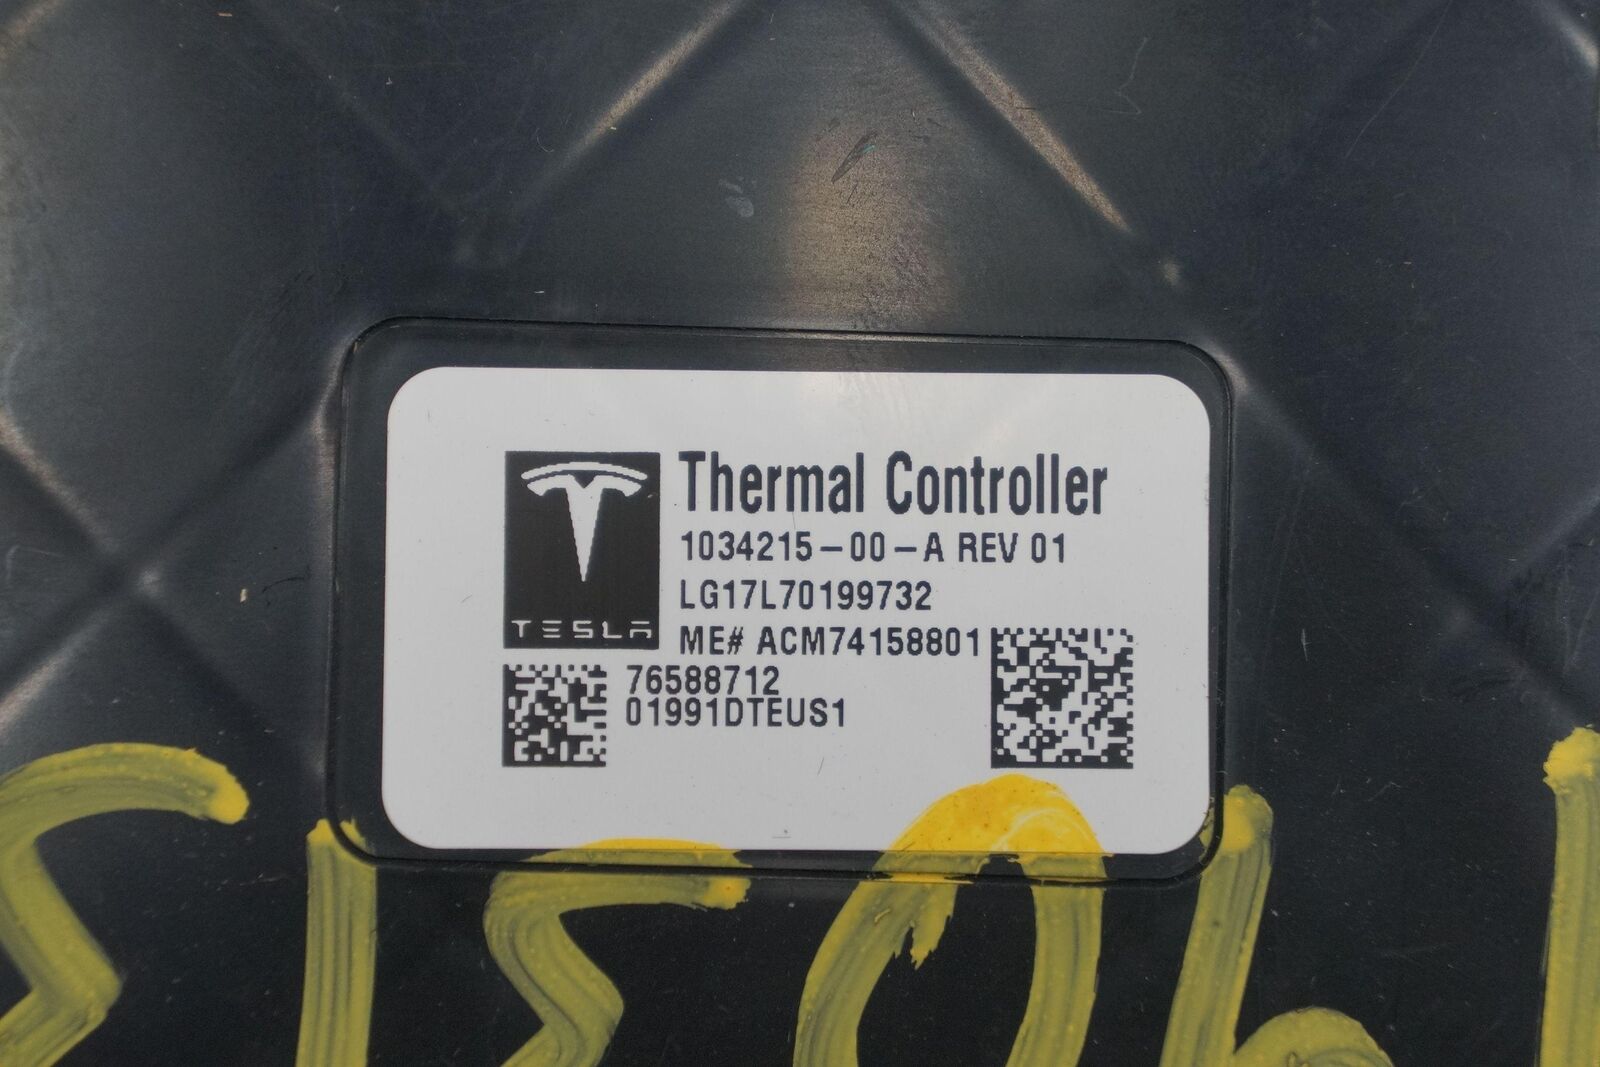 Thermal Controller
1034215-00-A REV 01
LG17L70199732
TESLA
ME# ACM74158801
76588712
01991DTEUS1